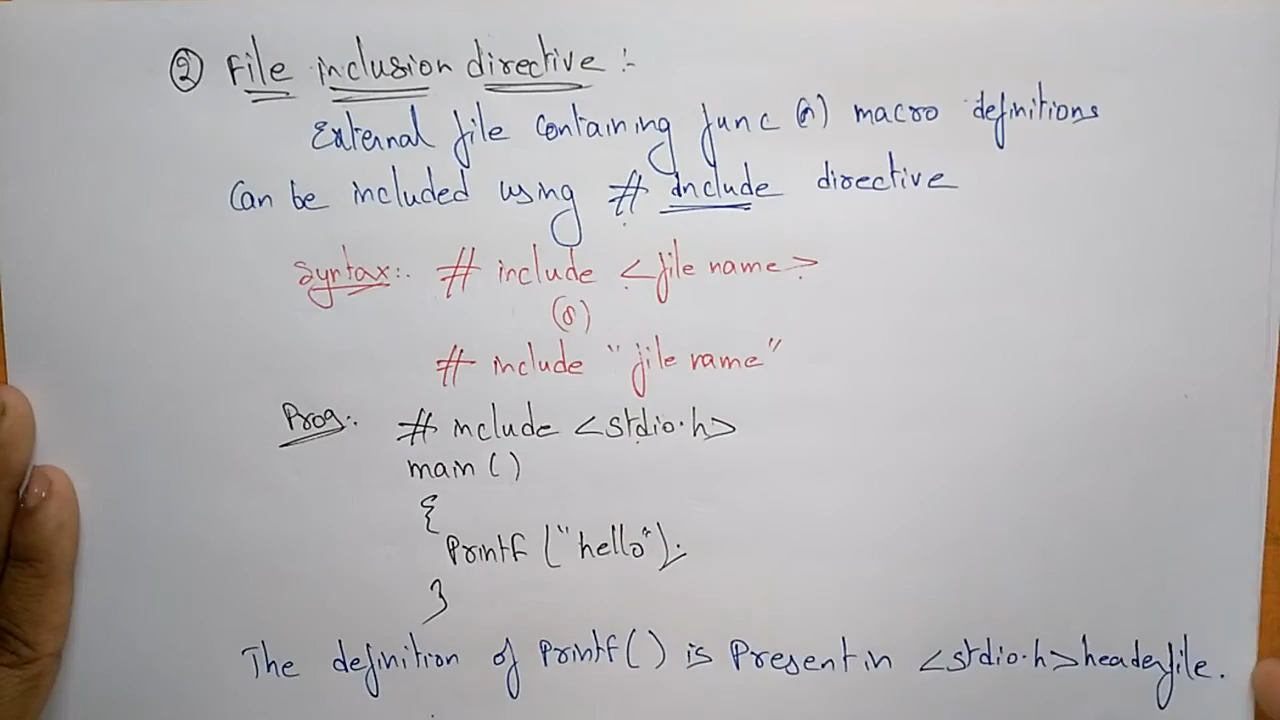 ② File inclusion directive :-
External file containing func (or) macro definitions
Can be included using # include directive
Syntax:- # include <file name>
(or)
# include "file name"
Prog:- # include <stdio.h>
main ()
{
Printf ("hello");
}
The definition of Printf() is Present in <stdio.h> header file.